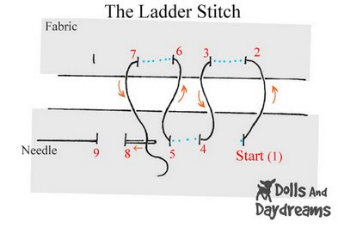 The Ladder Stitch
Fabric
7 6 3 2
Needle
9 8 5 4 Start (1)
Dolls And
Daydreams